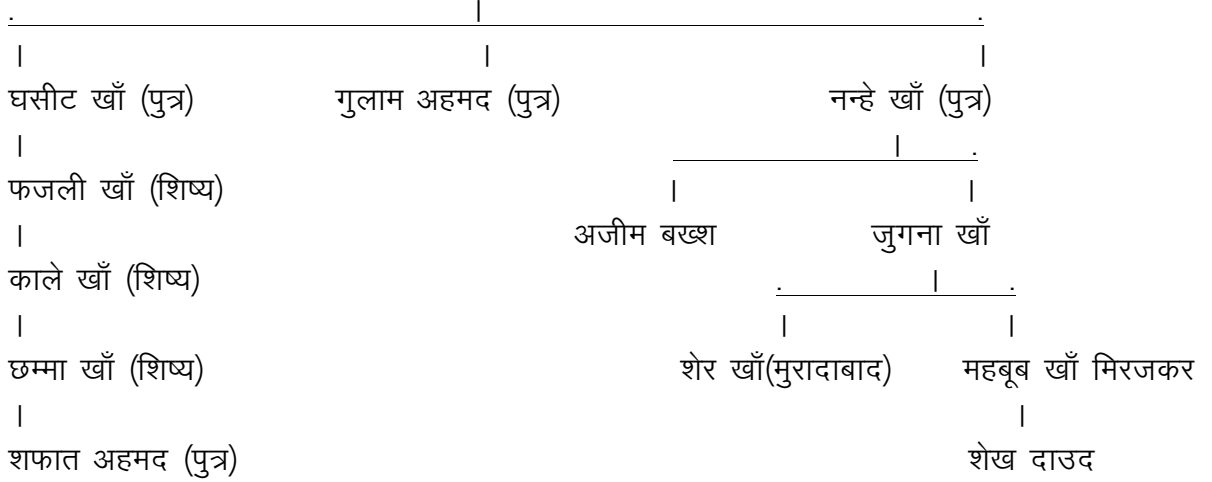 घसीट खाँ (पुत्र) गुलाम अहमद (पुत्र) नन्हे खाँ (पुत्र)
फजली खाँ (शिष्य)
अजीम बख्श जुगना खाँ
काले खाँ (शिष्य)
शेर खाँ(मुरादाबाद) महबूब खाँ मिरजकर
छम्मा खाँ (शिष्य)
शफात अहमद (पुत्र) शेख दाउद